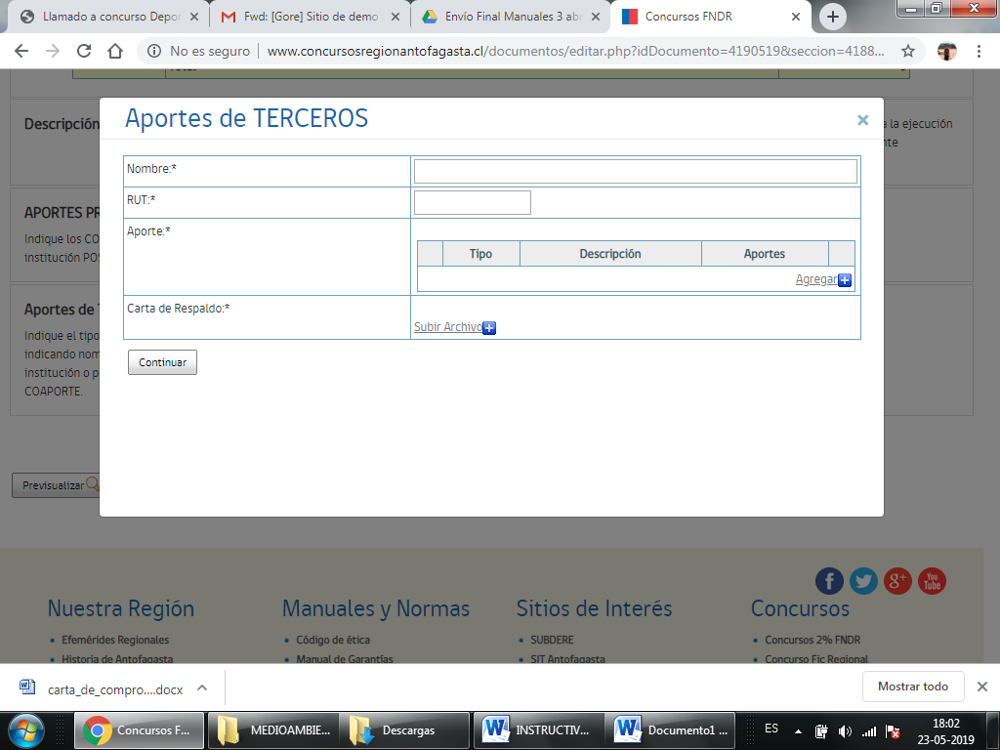 Llamado a concurso Depor
Fwd: [Gore] Sitio de demo
Envío Final Manuales 3 abr
Concursos FNDR
No es seguro
www.concursosregionantofagasta.cl/documentos/editar.php?idDocumento=4190519&seccion=4188...
Aportes de TERCEROS
Descripción
a la ejecución
nte
Nombre:*
RUT:*
Aporte:*
Tipo Descripción Aportes
Agregar
Carta de Respaldo:*
Subir Archivo
Continuar
APORTES PR
Indique los CO
institución POS
Aportes de T
Indique el tipo
indicando nom
institución o p
COAPORTE.
Previsualizar
You Tube
Nuestra Región
Manuales y Normas
Sitios de Interés
Concursos
Efemérides Regionales
Código de ética
SUBDERE
Concursos 2% FNDR
Historia de Antofagasta
Manual de Garantías
SIT Antofagasta
Concurso Fic Regional
carta_de_compro....docx
Mostrar todo
Concursos F...
MEDIOAMBIE...
Descargas
INSTRUCTIV...
Documento1 ...
ES
18:02
23-05-2019